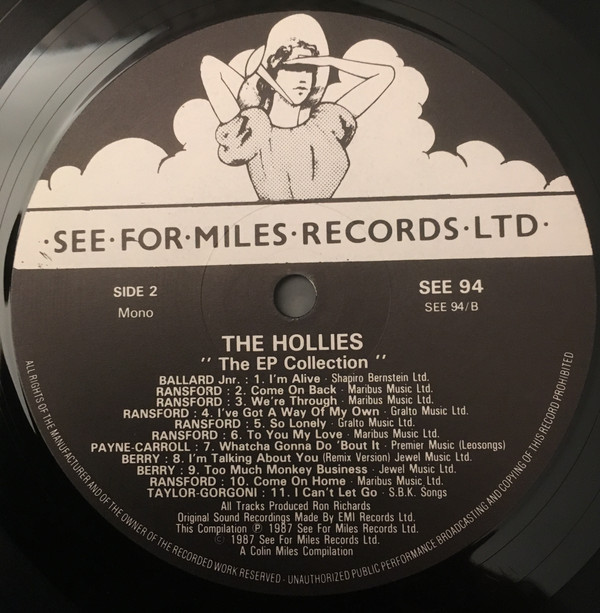 ·SEE·FOR·MILES·RECORDS·LTD·
SIDE 2
Mono
SEE 94
SEE 94/B
THE HOLLIES
" The EP Collection "
BALLARD Jnr. : 1. I'm Alive · Shapiro Bernstein Ltd.
RANSFORD : 2. Come On Back · Maribus Music Ltd.
RANSFORD : 3. We're Through · Maribus Music Ltd.
RANSFORD : 4. I've Got A Way Of My Own · Gralto Music Ltd.
RANSFORD : 5. So Lonely · Gralto Music Ltd.
RANSFORD : 6. To You My Love · Maribus Music Ltd.
PAYNE-CARROLL : 7. Whatcha Gonna Do 'Bout It · Premier Music (Leosongs)
BERRY : 8. I'm Talking About You (Remix Version) Jewel Music Ltd.
BERRY : 9. Too Much Monkey Business · Jewel Music Ltd.
RANSFORD : 10. Come On Home · Maribus Music Ltd.
TAYLOR-GORGONI : 11. I Can't Let Go · S.B.K. Songs
All Tracks Produced Ron Richards
Original Sound Recordings Made By EMI Records Ltd.
This Compilation ℗ 1987 See For Miles Records Ltd.
© 1987 See For Miles Records Ltd.
A Colin Miles Compilation
ALL RIGHTS OF THE MANUFACTURER AND OF THE OWNER OF THE RECORDED WORK RESERVED · UNAUTHORIZED PUBLIC PERFORMANCE BROADCASTING AND COPYING OF THIS RECORD PROHIBITED